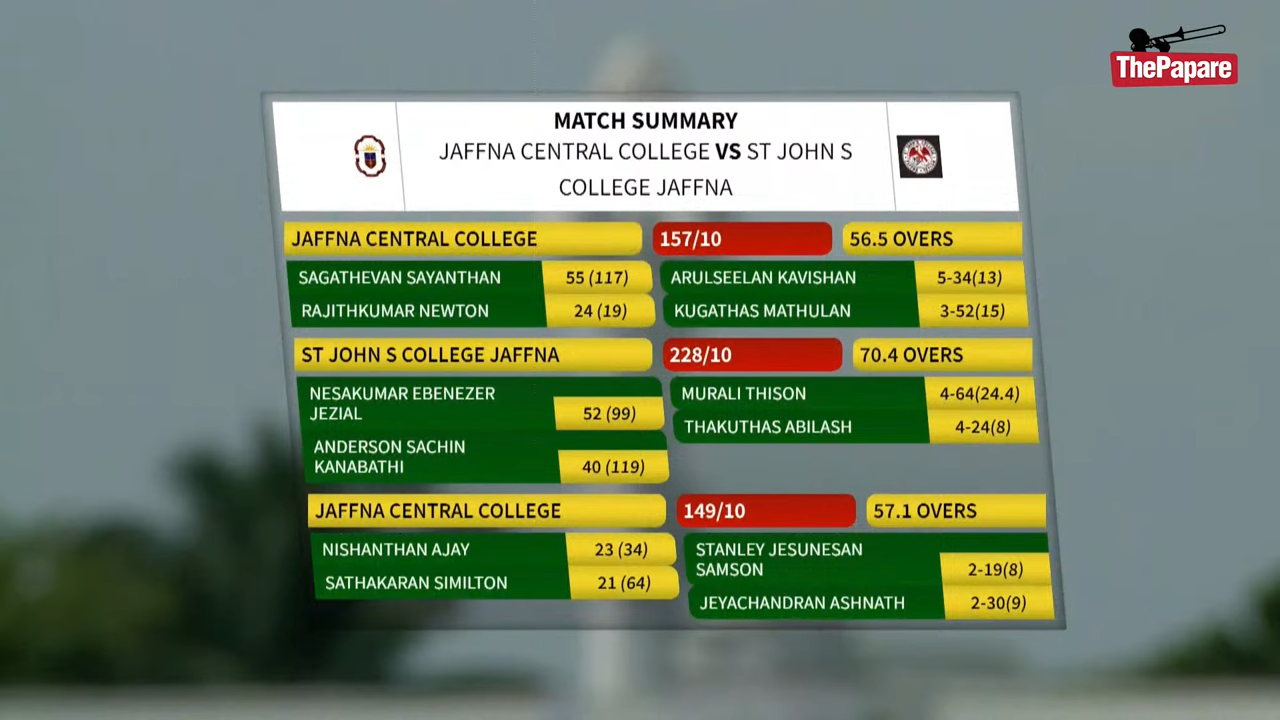 ThePapare
MATCH SUMMARY
JAFFNA CENTRAL COLLEGE VS ST JOHN S
COLLEGE JAFFNA
JAFFNA CENTRAL COLLEGE 157/10 56.5 OVERS
SAGATHEVAN SAYANTHAN 55 (117) ARULSEELAN KAVISHAN 5-34(13)
RAJITHKUMAR NEWTON 24 (19) KUGATHAS MATHULAN 3-52(15)
ST JOHN S COLLEGE JAFFNA 228/10 70.4 OVERS
NESAKUMAR EBENEZER
JEZIAL 52 (99)
MURALI THISON 4-64(24.4)
THAKUTHAS ABILASH 4-24(8)
ANDERSON SACHIN
KANABATHI 40 (119)
JAFFNA CENTRAL COLLEGE 149/10 57.1 OVERS
NISHANTHAN AJAY 23 (34)
SATHAKARAN SIMILTON 21 (64)
STANLEY JESUNESAN
SAMSON 2-19(8)
JEYACHANDRAN ASHNATH 2-30(9)